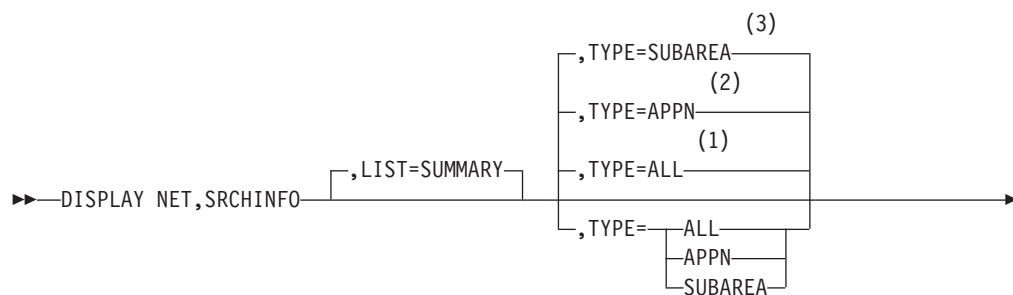 (3)
,TYPE=SUBAREA
(2)
,TYPE=APPN
(1)
,LIST=SUMMARY ,TYPE=ALL
DISPLAY NET,SRCHINFO
,TYPE= ALL
APPN
SUBAREA